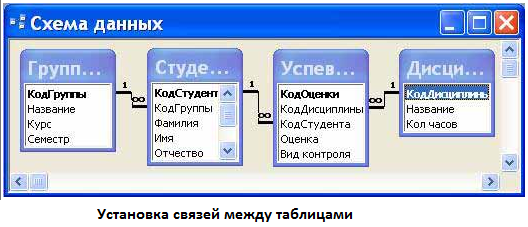 Схема данных
Групп...
КодГруппы
Название
Курс
Семестр
1
∞
Студе...
КодСтудент
КодГруппы
Фамилия
Имя
Отчество
1
∞
Успев...
КодОценки
КодДисциплины
КодСтудента
Оценка
Вид контроля
1
∞
Дисци...
КодДисциплины
Название
Кол часов
Установка связей между таблицами